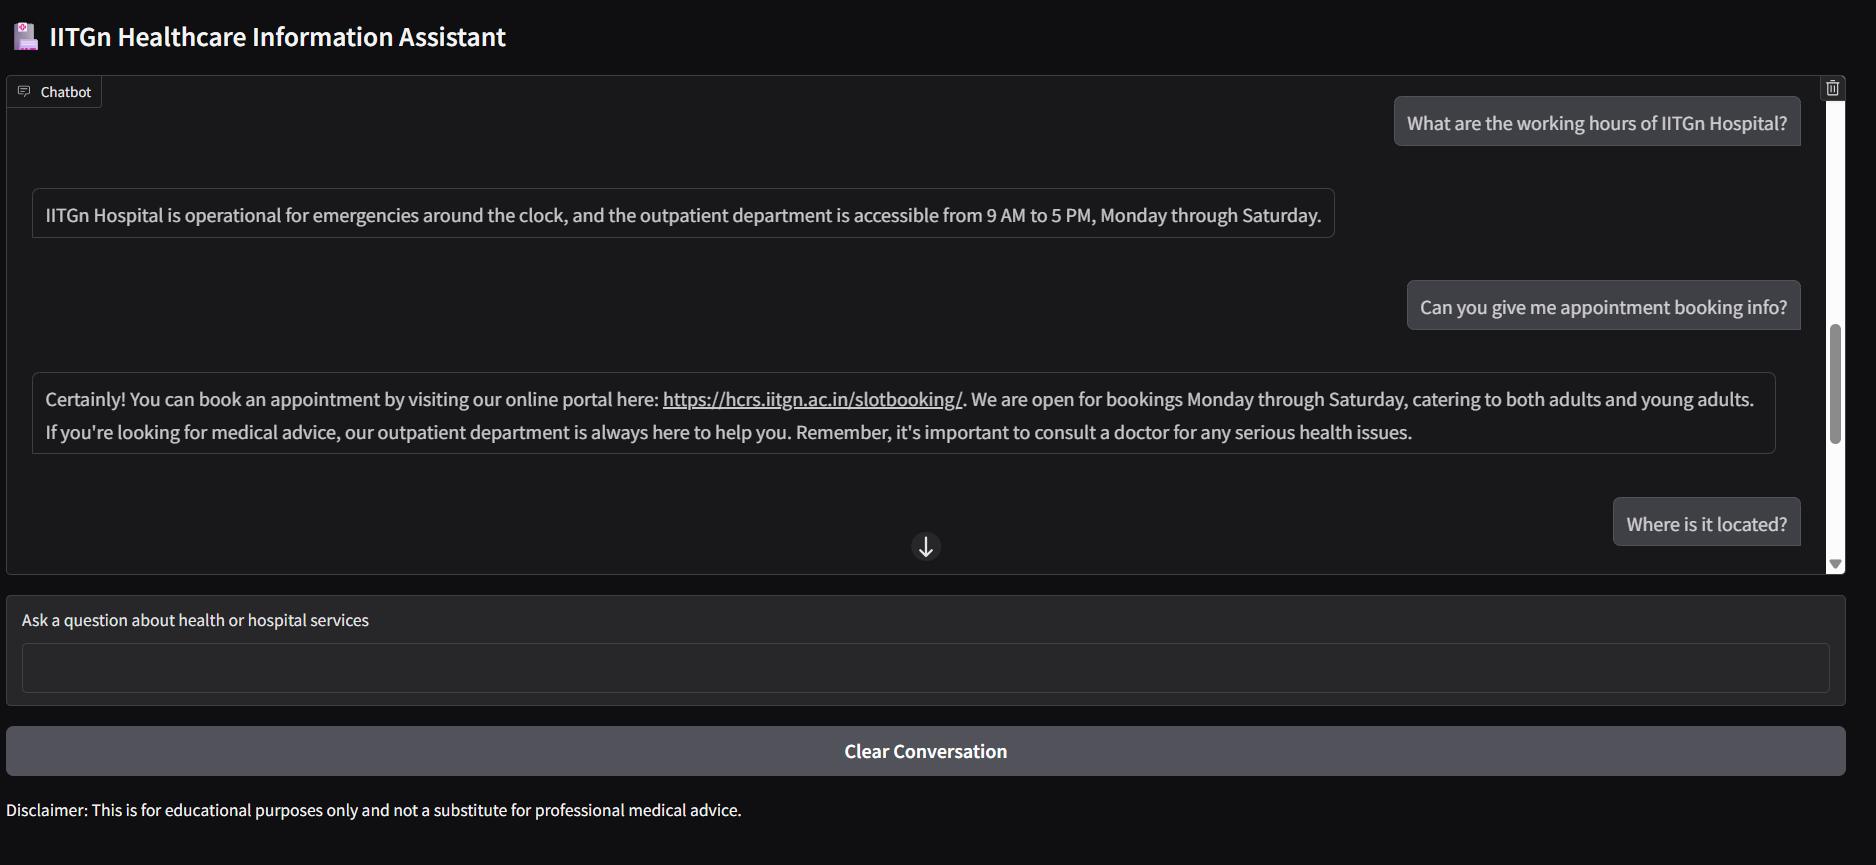 IITGn Healthcare Information Assistant
Chatbot
What are the working hours of IITGn Hospital?
IITGn Hospital is operational for emergencies around the clock, and the outpatient department is accessible from 9 AM to 5 PM, Monday through Saturday.
Can you give me appointment booking info?
Certainly! You can book an appointment by visiting our online portal here: https://hcrs.iitgn.ac.in/slotbooking/. We are open for bookings Monday through Saturday, catering to both adults and young adults.
If you're looking for medical advice, our outpatient department is always here to help you. Remember, it's important to consult a doctor for any serious health issues.
Where is it located?
Ask a question about health or hospital services
Clear Conversation
Disclaimer: This is for educational purposes only and not a substitute for professional medical advice.